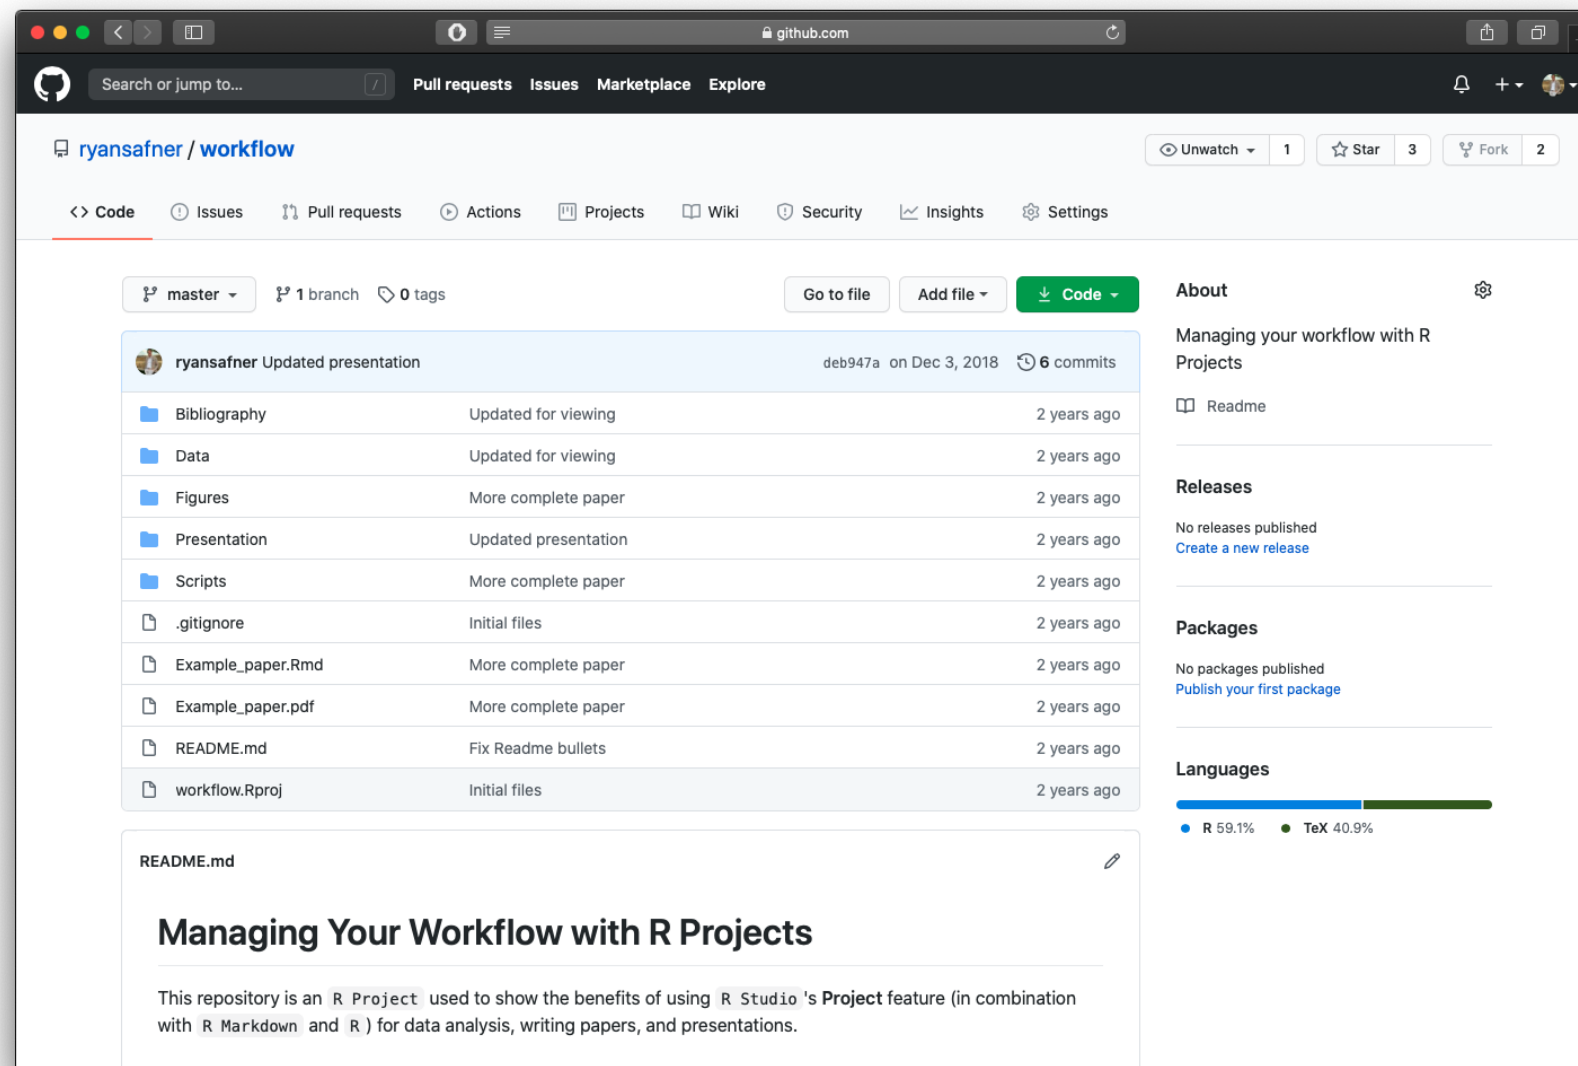 github.com
Search or jump to... / Pull requests Issues Marketplace Explore
ryansafner / workflow Unwatch 1 Star 3 Fork 2
Code Issues Pull requests Actions Projects Wiki Security Insights Settings
master 1 branch 0 tags Go to file Add file Code
ryansafner Updated presentation deb947a on Dec 3, 2018 6 commits
Bibliography Updated for viewing 2 years ago
Data Updated for viewing 2 years ago
Figures More complete paper 2 years ago
Presentation Updated presentation 2 years ago
Scripts More complete paper 2 years ago
.gitignore Initial files 2 years ago
Example_paper.Rmd More complete paper 2 years ago
Example_paper.pdf More complete paper 2 years ago
README.md Fix Readme bullets 2 years ago
workflow.Rproj Initial files 2 years ago
README.md
Managing Your Workflow with R Projects
This repository is an R Project used to show the benefits of using R Studio 's Project feature (in combination
with R Markdown and R ) for data analysis, writing papers, and presentations.
About
Managing your workflow with R
Projects
Readme
Releases
No releases published
Create a new release
Packages
No packages published
Publish your first package
Languages
R 59.1% TeX 40.9%